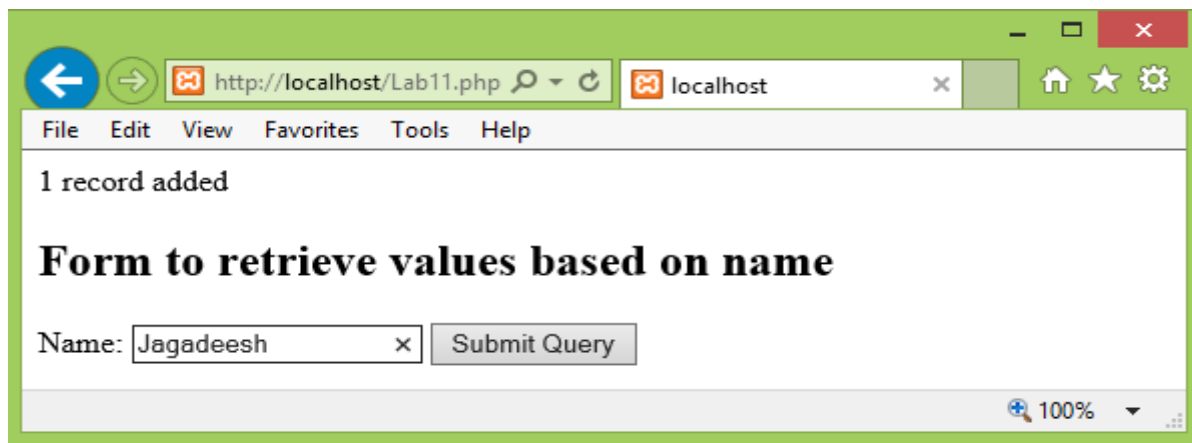 http://localhost/Lab11.php
localhost
File Edit View Favorites Tools Help
1 record added
Form to retrieve values based on name
Name: Jagadeesh Submit Query
100%